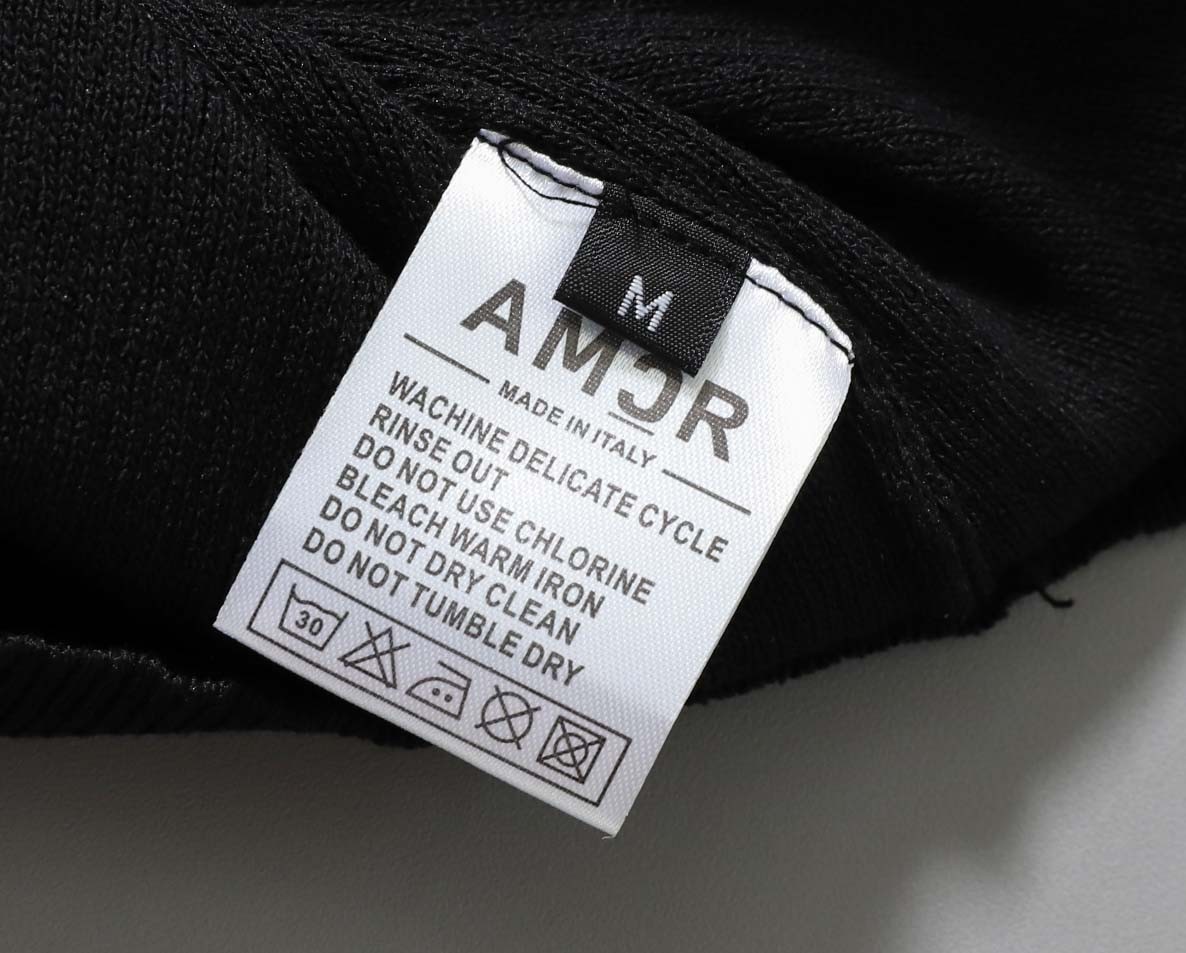 M
AMƆR
MADE IN ITALY
WACHINE DELICATE CYCLE
RINSE OUT
DO NOT USE CHLORINE
BLEACH WARM IRON
DO NOT DRY CLEAN
DO NOT TUMBLE DRY
30